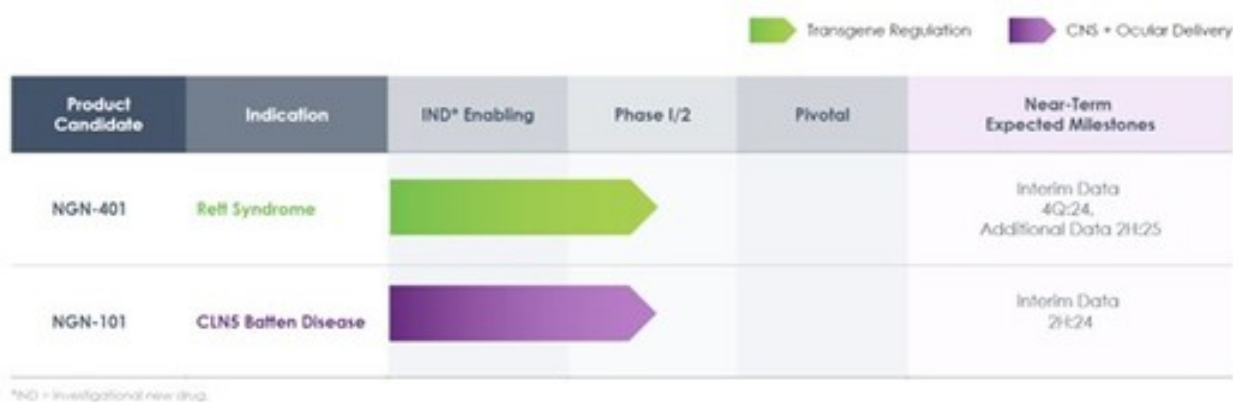 Transgene Regulation
CNS + Ocular Delivery
Product
Candidate
Indication
IND* Enabling
Phase I/2
Pivotal
Near-Term
Expected Milestones
NGN-401
Rett Syndrome
Interim Data
4Q:24,
Additional Data 2H:25
NGN-101
CLN5 Batten Disease
Interim Data
2H:24
*IND = Investigational new drug.